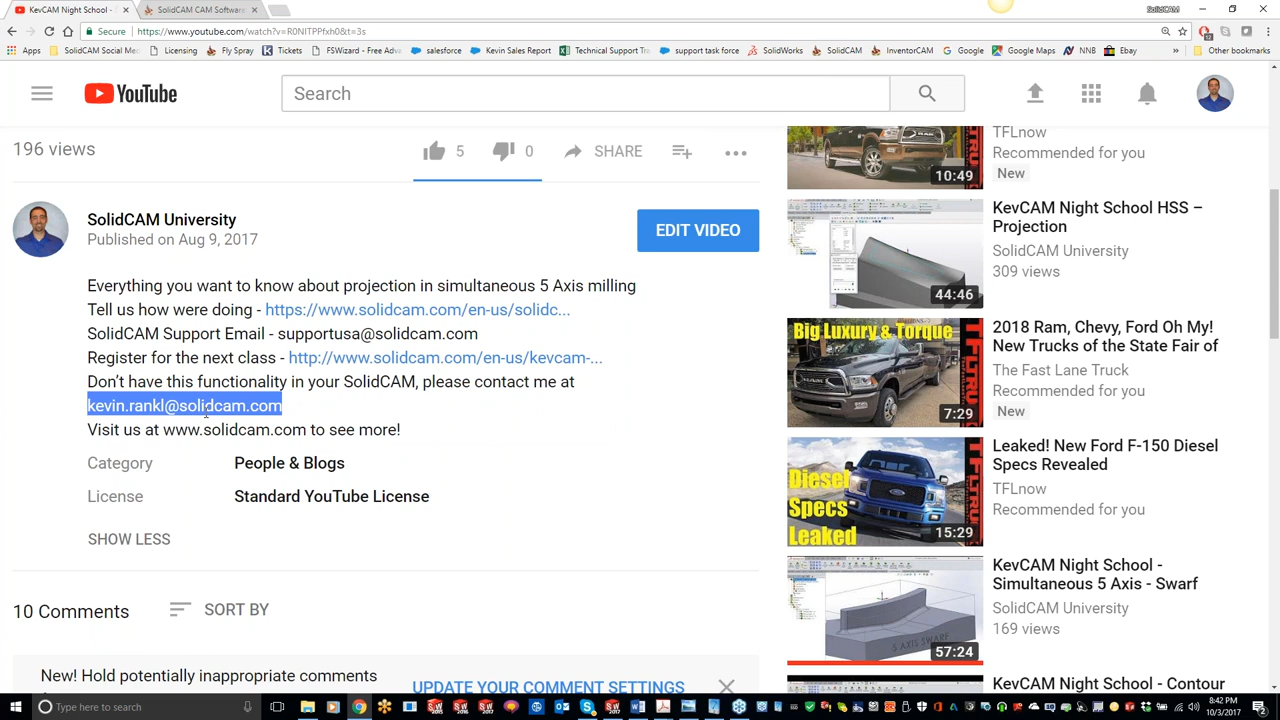 KevCAM Night School - 
SolidCAM CAM Software
SolidCAM
Secure
https://www.youtube.com/watch?v=R0NITPPfxh0&t=3s
Apps
SolidCAM Social Med
Licensing
Fly Spray
Tickets
FSWizard - Free Adva
salesforce
Kevin Sales Report
Technical Support Tra
support task force
SolidWorks
SolidCAM
InventorCAM
Google
Google Maps
NNB
Ebay
»
Other bookmarks
YouTube
Search
196 views
5
0
SHARE
SolidCAM University
Published on Aug 9, 2017
EDIT VIDEO
Everything you want to know about projection in simultaneous 5 Axis milling
Tell us how were doing - https://www.solidcam.com/en-us/solidc...
SolidCAM Support Email - supportusa@solidcam.com
Register for the next class - http://www.solidcam.com/en-us/kevcam-...
Don't have this functionality in your SolidCAM, please contact me at
kevin.rankl@solidcam.com
Visit us at www.solidcam.com to see more!
Category
People & Blogs
License
Standard YouTube License
SHOW LESS
10 Comments
SORT BY
New! Hold potentially inappropriate comments
UPDATE YOUR COMMENT SETTINGS
TFLnow
Recommended for you
New
10:49
KevCAM Night School HSS –
Projection
SolidCAM University
309 views
44:46
Big Luxury & Torque
7:29
2018 Ram, Chevy, Ford Oh My!
New Trucks of the State Fair of
The Fast Lane Truck
Recommended for you
New
Diesel
Specs
Leaked
15:29
Leaked! New Ford F-150 Diesel
Specs Revealed
TFLnow
Recommended for you
5 AXIS SWARF
57:24
KevCAM Night School -
Simultaneous 5 Axis - Swarf
SolidCAM University
169 views
KevCAM Night School - Contour
Type here to search
8:42 PM
10/3/2017